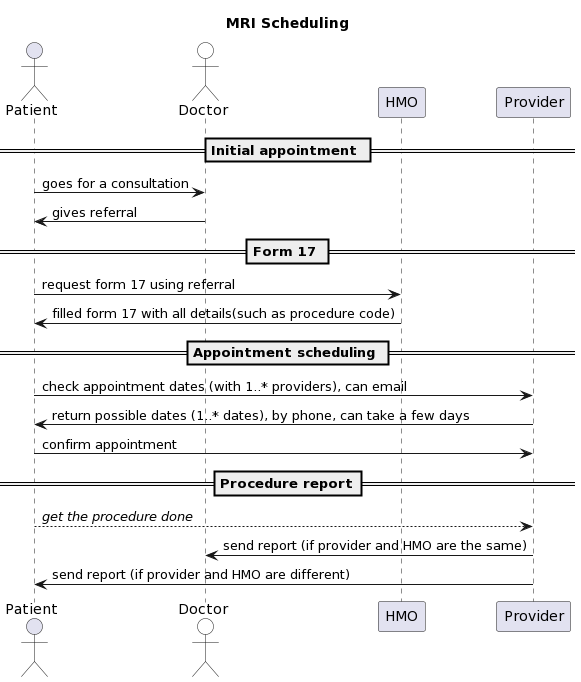 MRI Scheduling
Patient
Doctor
HMO
Provider
Initial appointment
goes for a consultation
gives referral
Form 17
request form 17 using referral
filled form 17 with all details(such as procedure code)
Appointment scheduling
check appointment dates (with 1..* providers), can email
return possible dates (1..* dates), by phone, can take a few days
confirm appointment
Procedure report
get the procedure done
send report (if provider and HMO are the same)
send report (if provider and HMO are different)
Patient
Doctor
HMO
Provider